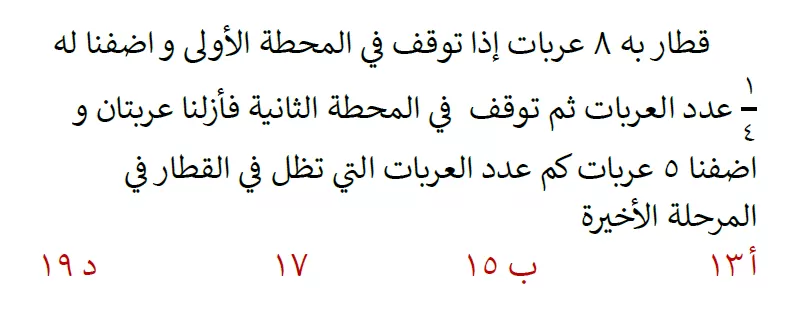 قطار به ٨ عربات إذا توقف في المحطة الأولى و اضفنا له
١/٤ عدد العربات ثم توقف في المحطة الثانية فأزلنا عربتان و
اضفنا ٥ عربات كم عدد العربات التي تظل في القطار في
المرحلة الأخيرة
أ ١٣ ب ١٥ ١٧ د ١٩